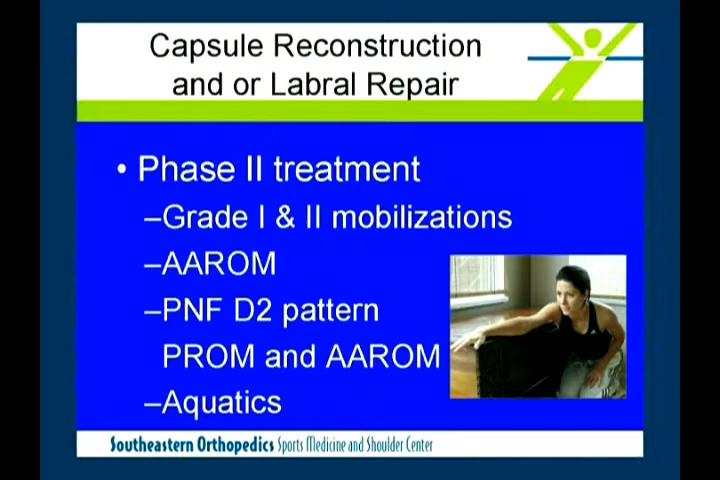 Capsule Reconstruction
and or Labral Repair
• Phase II treatment
–Grade I & II mobilizations
–AAROM
–PNF D2 pattern
PROM and AAROM
–Aquatics
Southeastern Orthopedics Sports Medicine and Shoulder Center